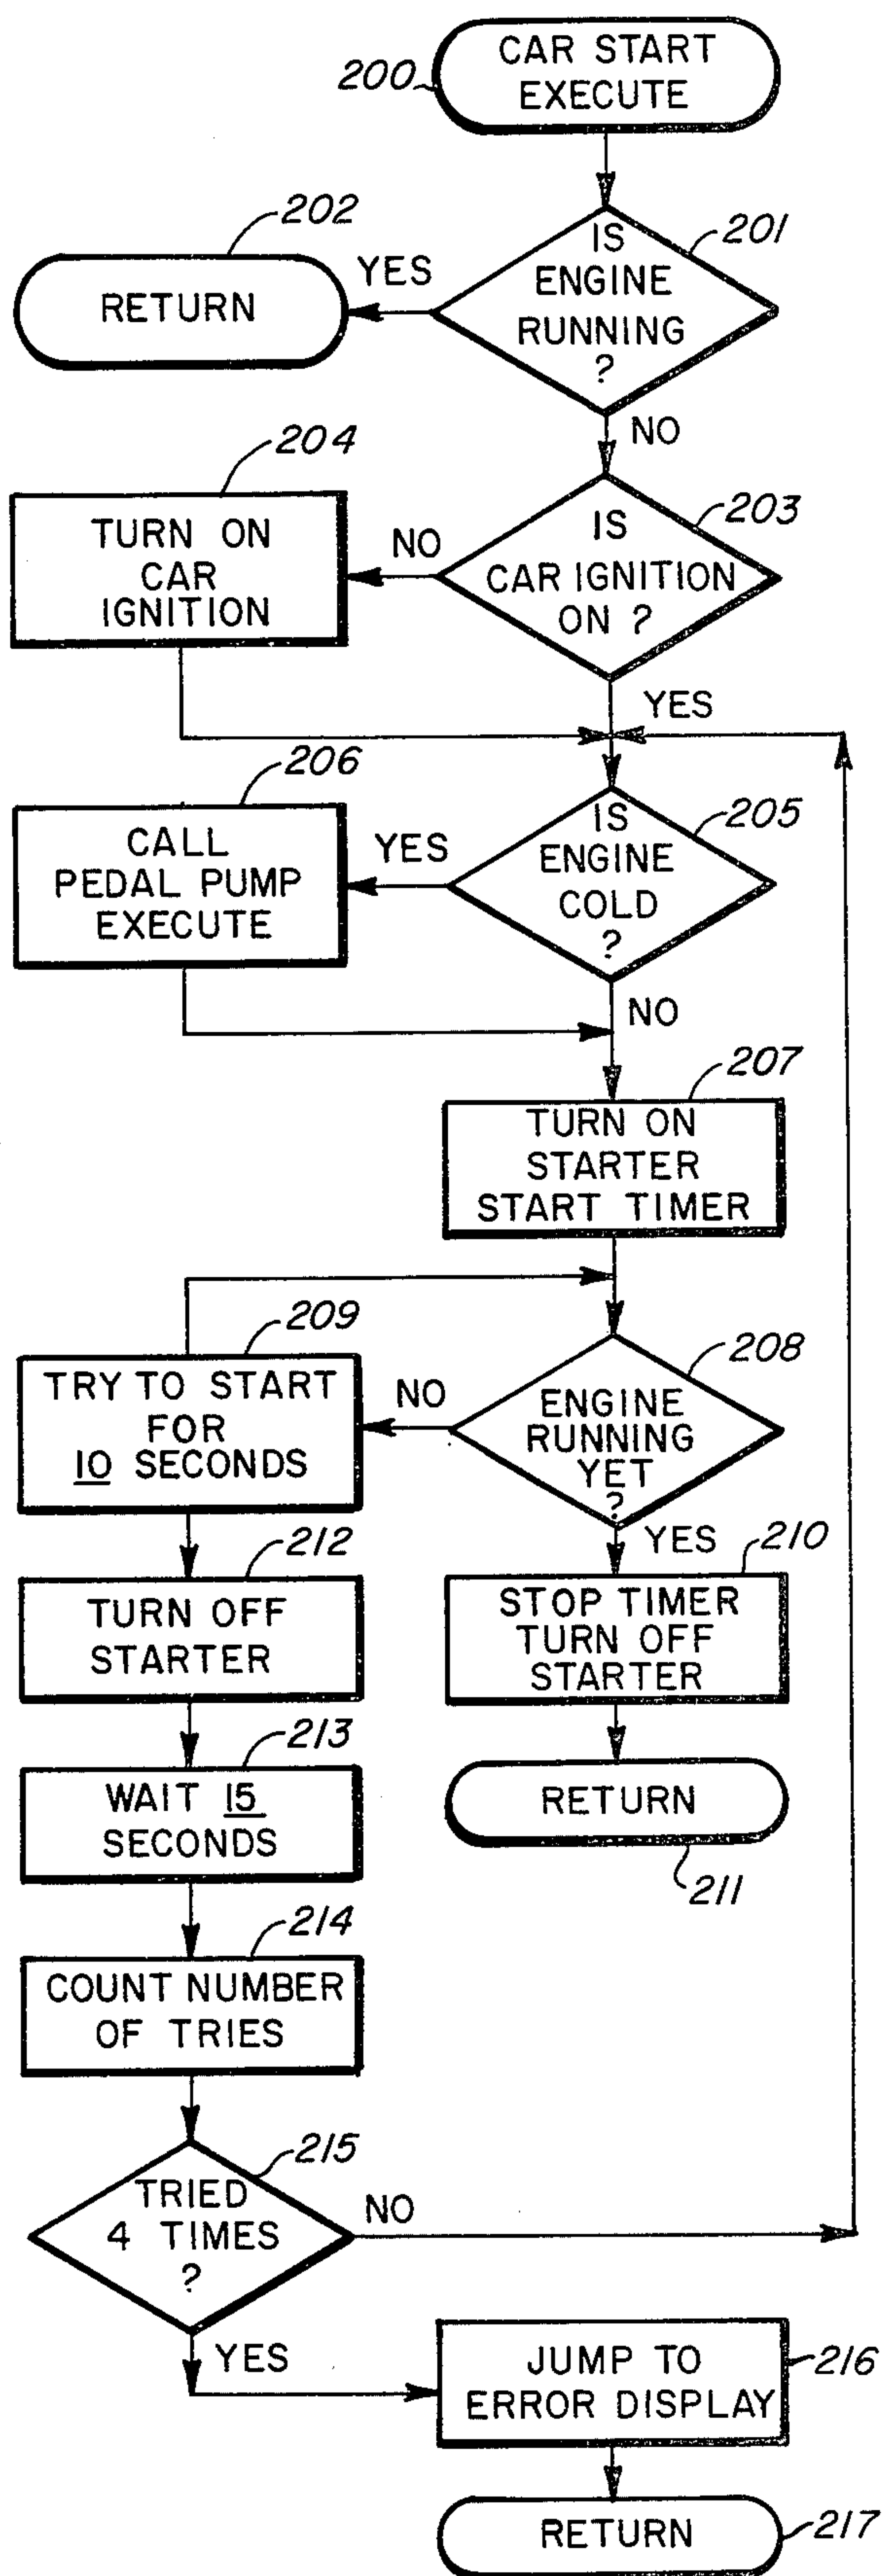 CAR START
EXECUTE
200
IS
ENGINE
RUNNING
?
201
YES
RETURN
202
NO
IS
CAR IGNITION
ON ?
203
NO
TURN ON
CAR
IGNITION
204
YES
IS
ENGINE
COLD
?
205
YES
CALL
PEDAL PUMP
EXECUTE
206
NO
TURN ON
STARTER
START TIMER
207
ENGINE
RUNNING
YET
?
208
NO
TRY TO START
FOR
10 SECONDS
209
YES
STOP TIMER
TURN OFF
STARTER
210
RETURN
211
TURN OFF
STARTER
212
WAIT 15
SECONDS
213
COUNT NUMBER
OF TRIES
214
TRIED
4 TIMES
?
215
NO
YES
JUMP TO
ERROR DISPLAY
216
RETURN
217